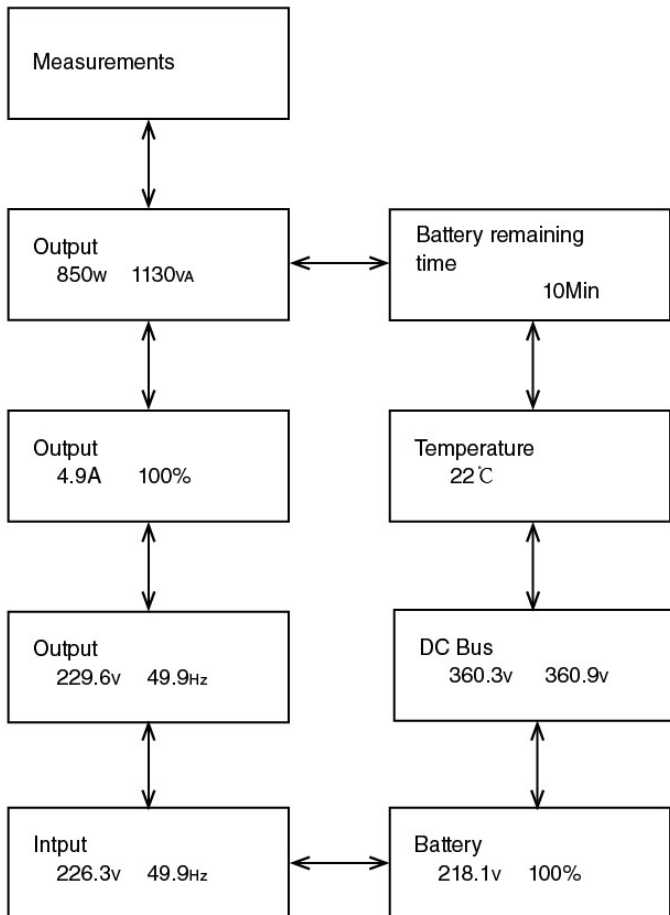 Measurements
Output
850W 1130VA
Battery remaining
time
10Min
Output
4.9A 100%
Temperature
22℃
Output
229.6V 49.9Hz
DC Bus
360.3V 360.9V
Intput
226.3V 49.9Hz
Battery
218.1V 100%